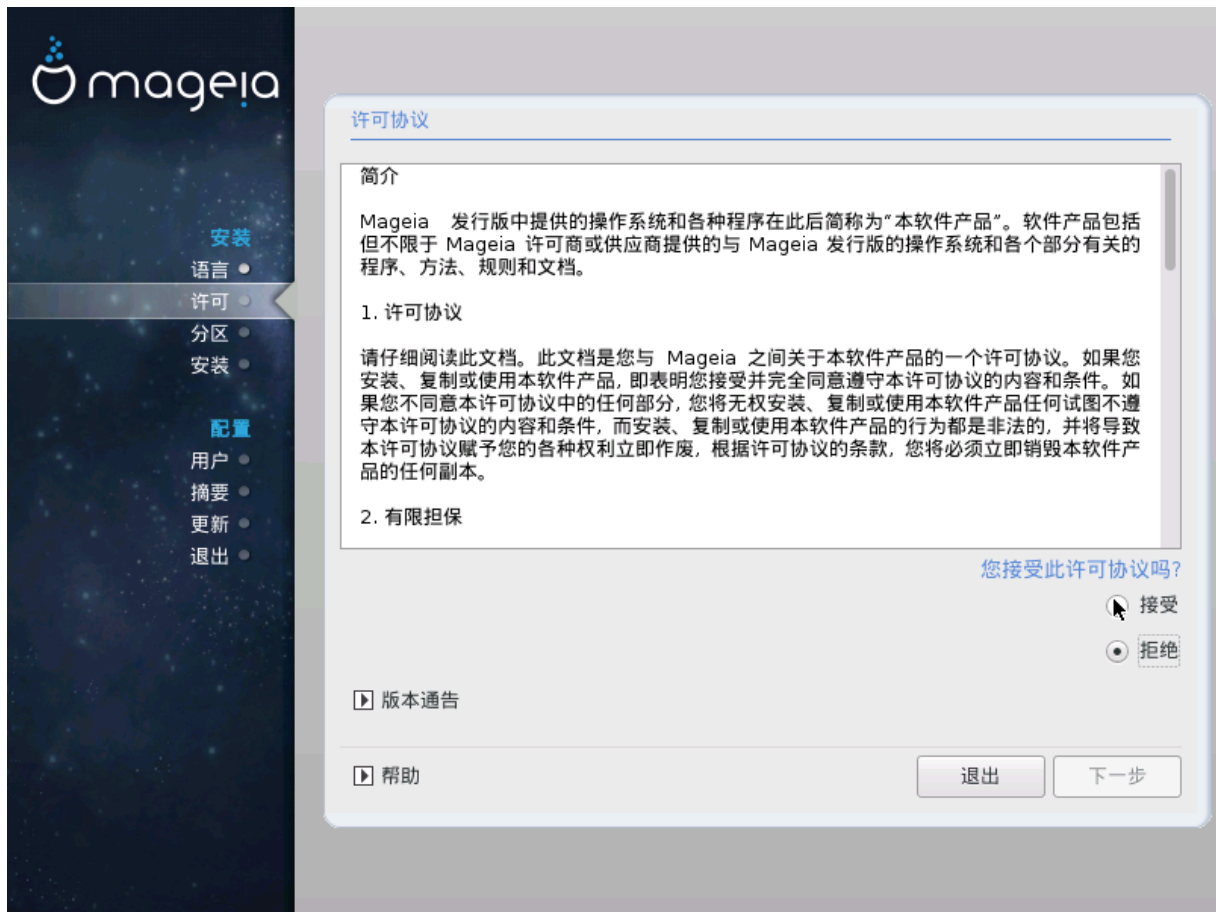 mageia
安装
语言
许可
分区
安装
配置
用户
摘要
更新
退出
许可协议
简介
Mageia 发行版中提供的操作系统和各种程序在此后简称为“本软件产品”。软件产品包括
但不限于 Mageia 许可商或供应商提供的与 Mageia 发行版的操作系统和各个部分有关的
程序、方法、规则和文档。
1. 许可协议
请仔细阅读此文档。此文档是您与 Mageia 之间关于本软件产品的一个许可协议。如果您
安装、复制或使用本软件产品, 即表明您接受并完全同意遵守本许可协议的内容和条件。如
果您不同意本许可协议中的任何部分, 您将无权安装、复制或使用本软件产品任何试图不遵
守本许可协议的内容和条件, 而安装、复制或使用本软件产品的行为都是非法的, 并将导致
本许可协议赋予您的各种权利立即作废, 根据许可协议的条款, 您将必须立即销毁本软件产
品的任何副本。
2. 有限担保
您接受此许可协议吗?
接受
拒绝
版本通告
帮助
退出
下一步